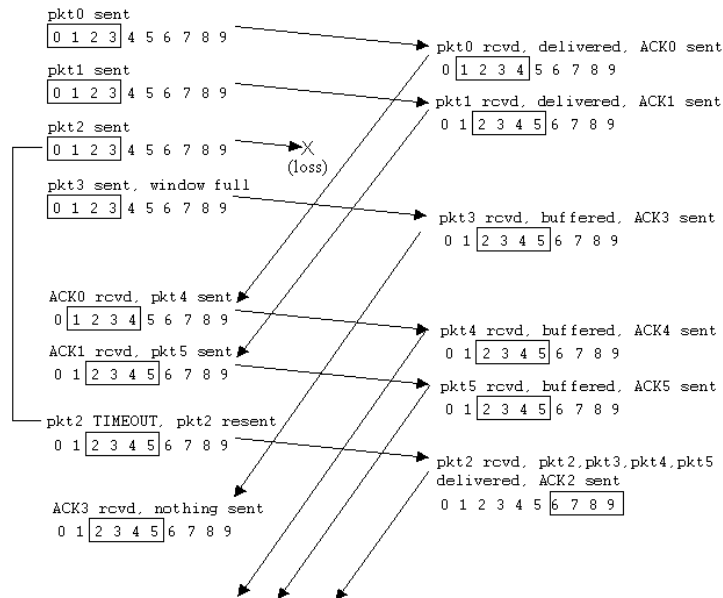 pkt0 sent
0 1 2 3 4 5 6 7 8 9
pkt0 rcvd, delivered, ACK0 sent
0 1 2 3 4 5 6 7 8 9
pkt1 sent
0 1 2 3 4 5 6 7 8 9
pkt1 rcvd, delivered, ACK1 sent
0 1 2 3 4 5 6 7 8 9
pkt2 sent
0 1 2 3 4 5 6 7 8 9
X
(loss)
pkt3 sent, window full
0 1 2 3 4 5 6 7 8 9
pkt3 rcvd, buffered, ACK3 sent
0 1 2 3 4 5 6 7 8 9
ACK0 rcvd, pkt4 sent
0 1 2 3 4 5 6 7 8 9
pkt4 rcvd, buffered, ACK4 sent
0 1 2 3 4 5 6 7 8 9
ACK1 rcvd, pkt5 sent
0 1 2 3 4 5 6 7 8 9
pkt5 rcvd, buffered, ACK5 sent
0 1 2 3 4 5 6 7 8 9
pkt2 TIMEOUT, pkt2 resent
0 1 2 3 4 5 6 7 8 9
pkt2 rcvd, pkt2,pkt3,pkt4,pkt5
delivered, ACK2 sent
0 1 2 3 4 5 6 7 8 9
ACK3 rcvd, nothing sent
0 1 2 3 4 5 6 7 8 9